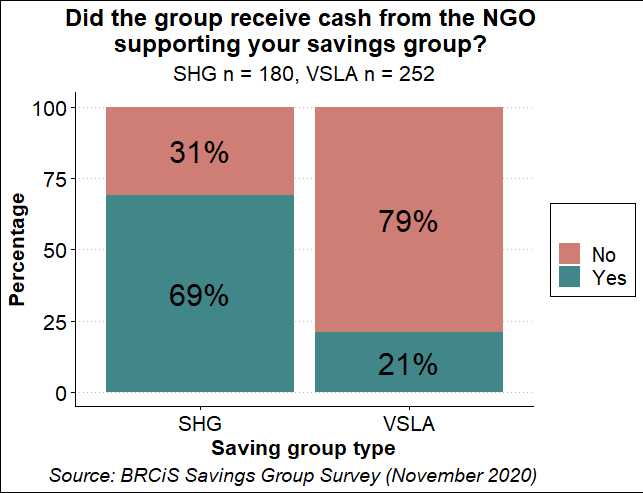 Did the group receive cash from the NGO
supporting your savings group?
SHG n = 180, VSLA n = 252
100
75
50
25
0
Percentage
31%
69%
79%
21%
No
Yes
SHG
VSLA
Saving group type
Source: BRCiS Savings Group Survey (November 2020)